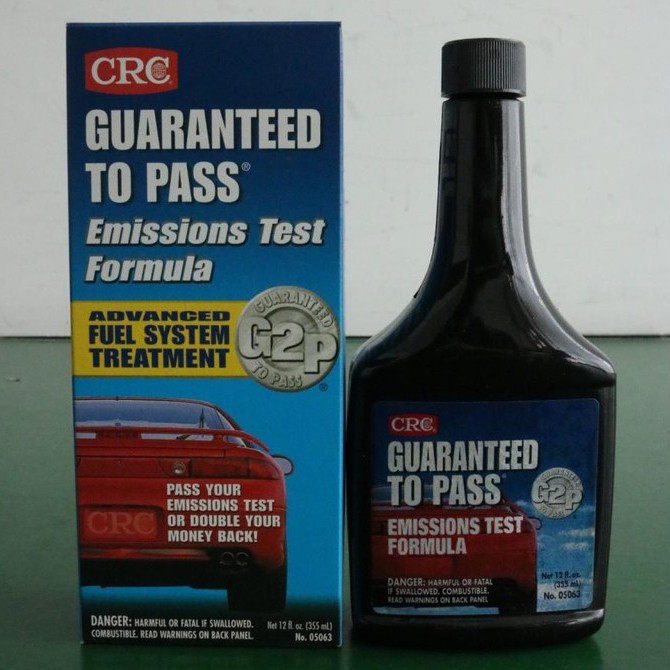 CRC
GUARANTEED
TO PASS®
Emissions Test
Formula
ADVANCED
FUEL SYSTEM
TREATMENT
GUARANTEED
G2P
TO PASS
®
CRC
PASS YOUR
EMISSIONS TEST
OR DOUBLE YOUR
MONEY BACK!
DANGER: HARMFUL OR FATAL IF SWALLOWED.
COMBUSTIBLE. READ WARNINGS ON BACK PANEL.
Net 12 fl. oz. (355 mL)
No. 05063
CRC
GUARANTEED
TO PASS®
GUARANTEED
G2P
TO PASS
EMISSIONS TEST
FORMULA
DANGER: HARMFUL OR FATAL
IF SWALLOWED. COMBUSTIBLE.
READ WARNINGS ON BACK PANEL
Net 12 fl. oz.
(355 mL)
No. 05063